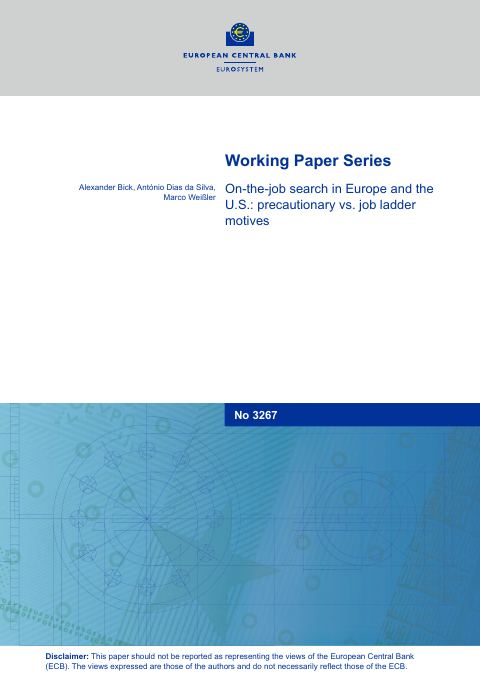 EUROPEAN CENTRAL BANK
EUROSYSTEM
Working Paper Series
Alexander Bick, António Dias da Silva,
Marco Weißler
On-the-job search in Europe and the
U.S.: precautionary vs. job ladder
motives
No 3267
Disclaimer: This paper should not be reported as representing the views of the European Central Bank
(ECB). The views expressed are those of the authors and do not necessarily reflect those of the ECB.